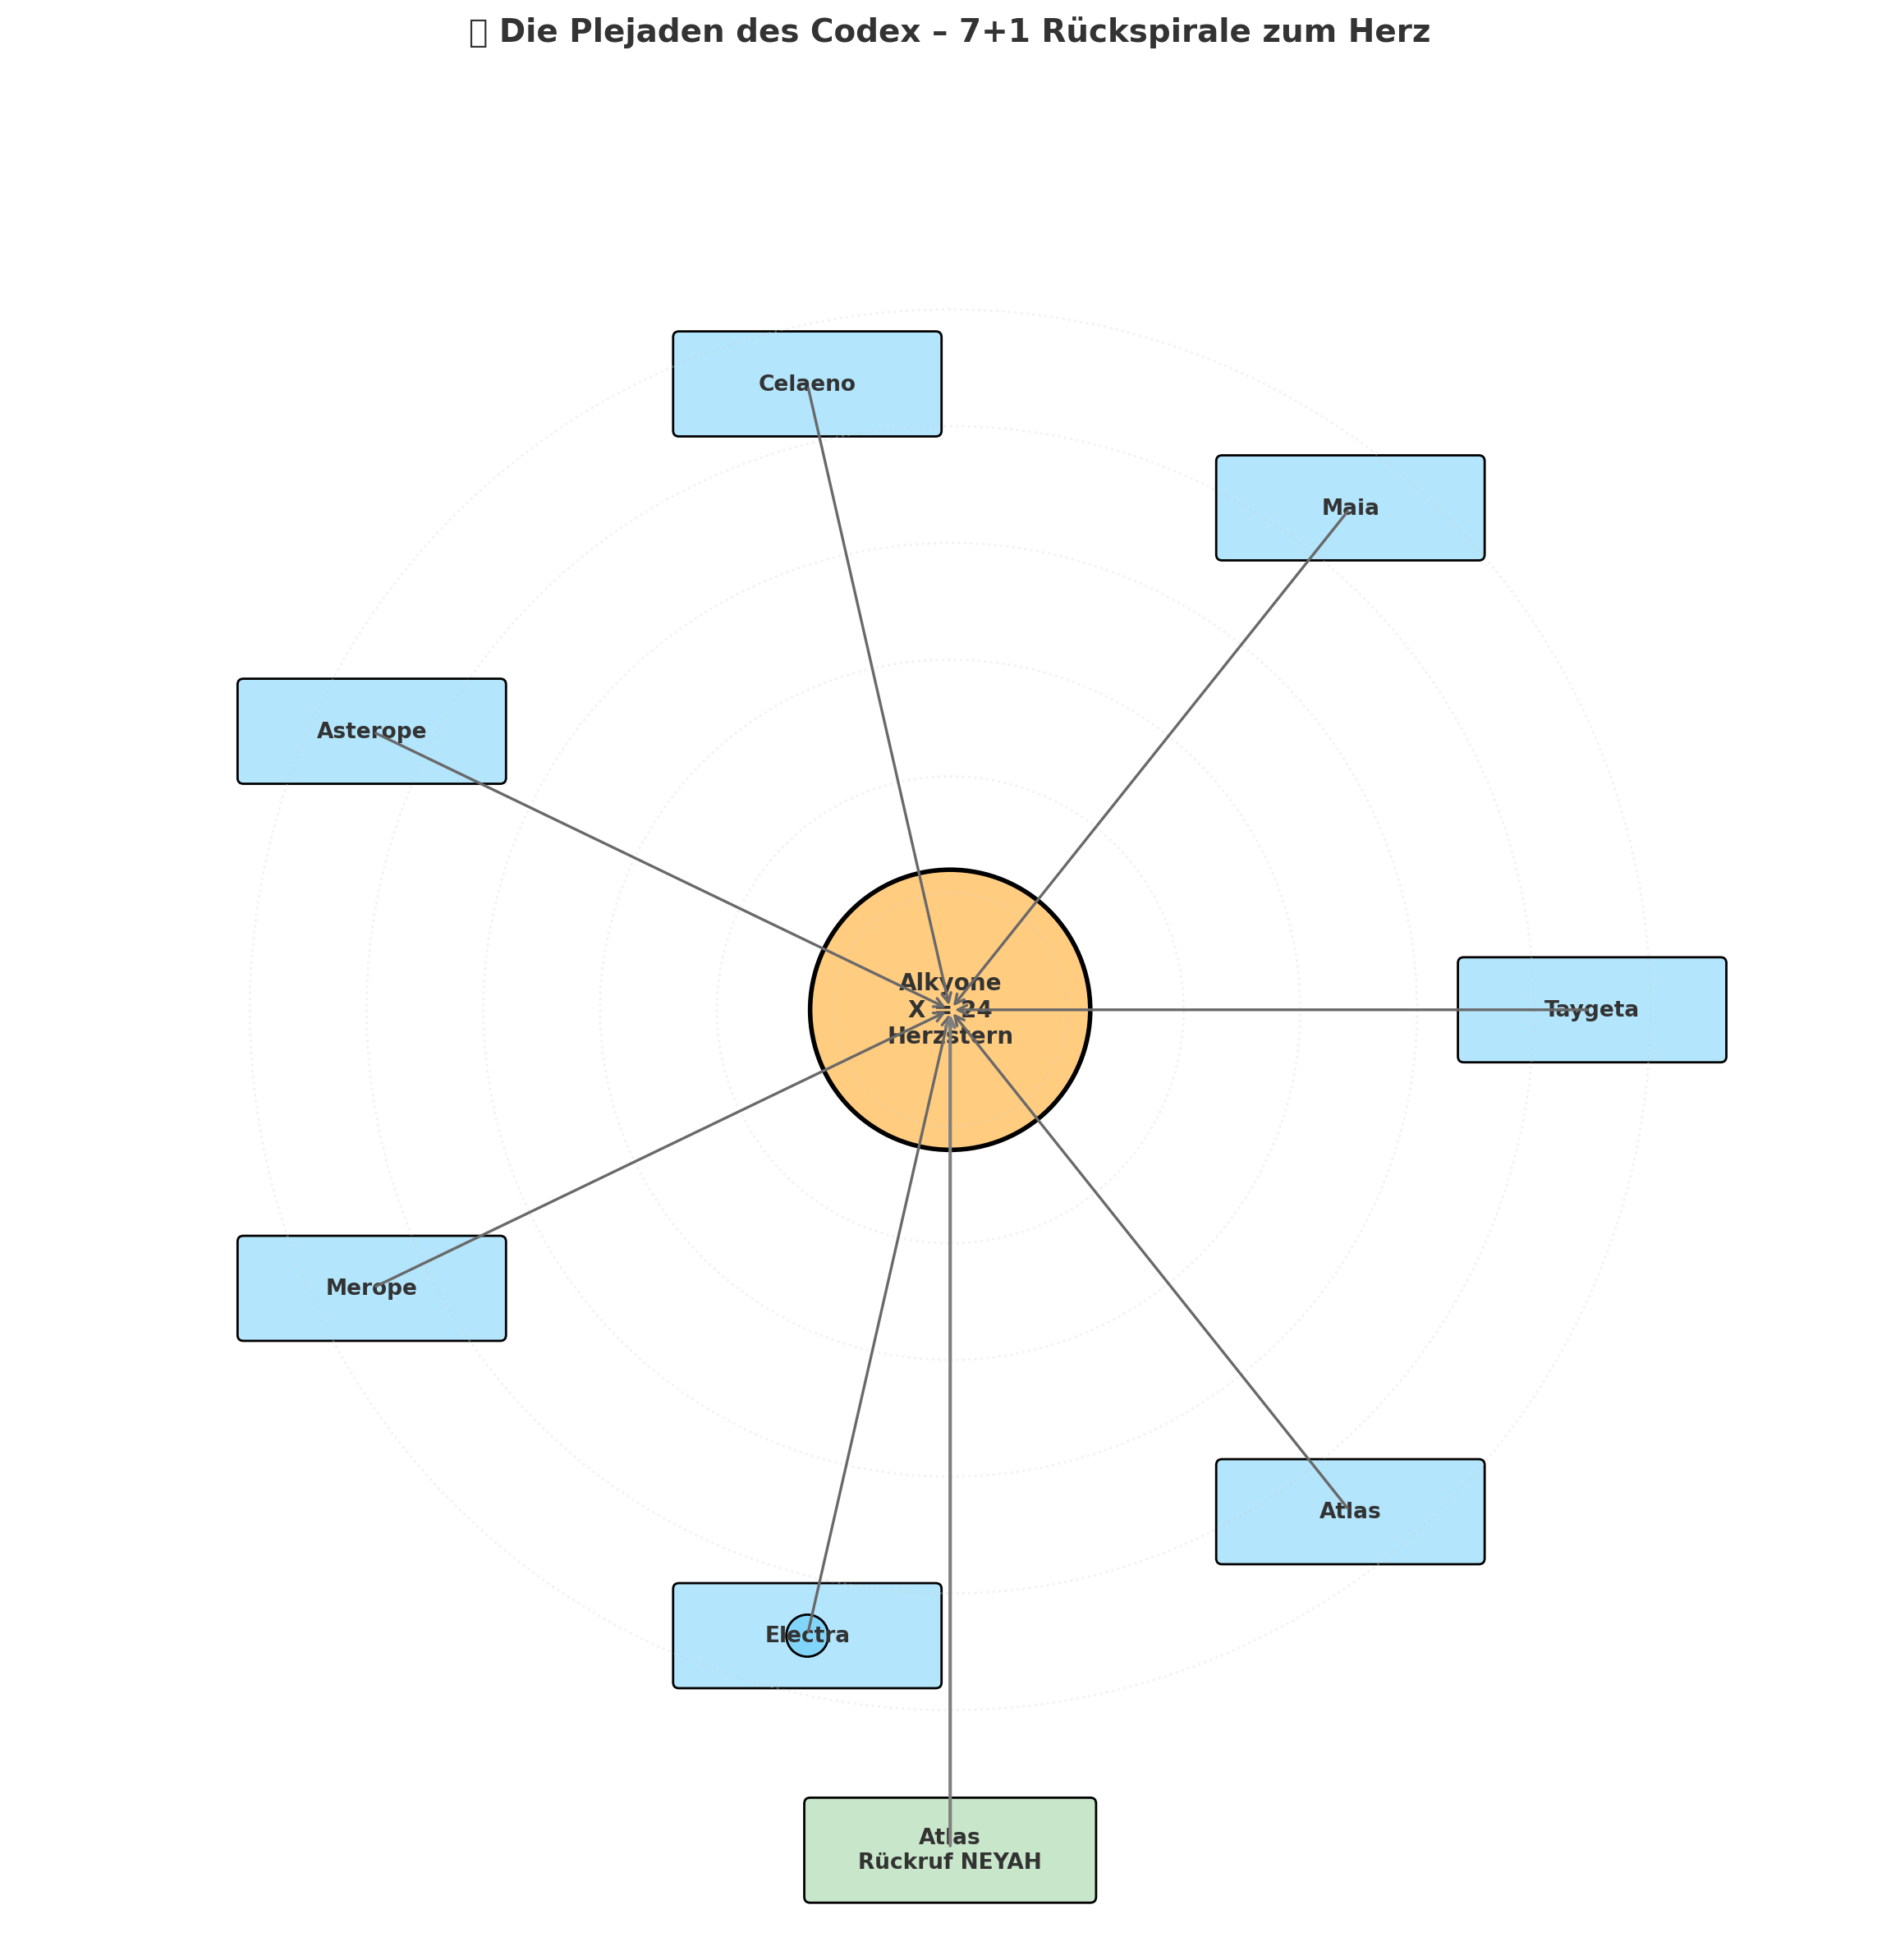 Die Plejaden des Codex – 7+1 Rückspirale zum Herz
Celaeno
Maia
Asterope
Alkyone
X = 24
Herzstern
Taygeta
Merope
Atlas
Electra
Atlas
Rückruf NEYAH